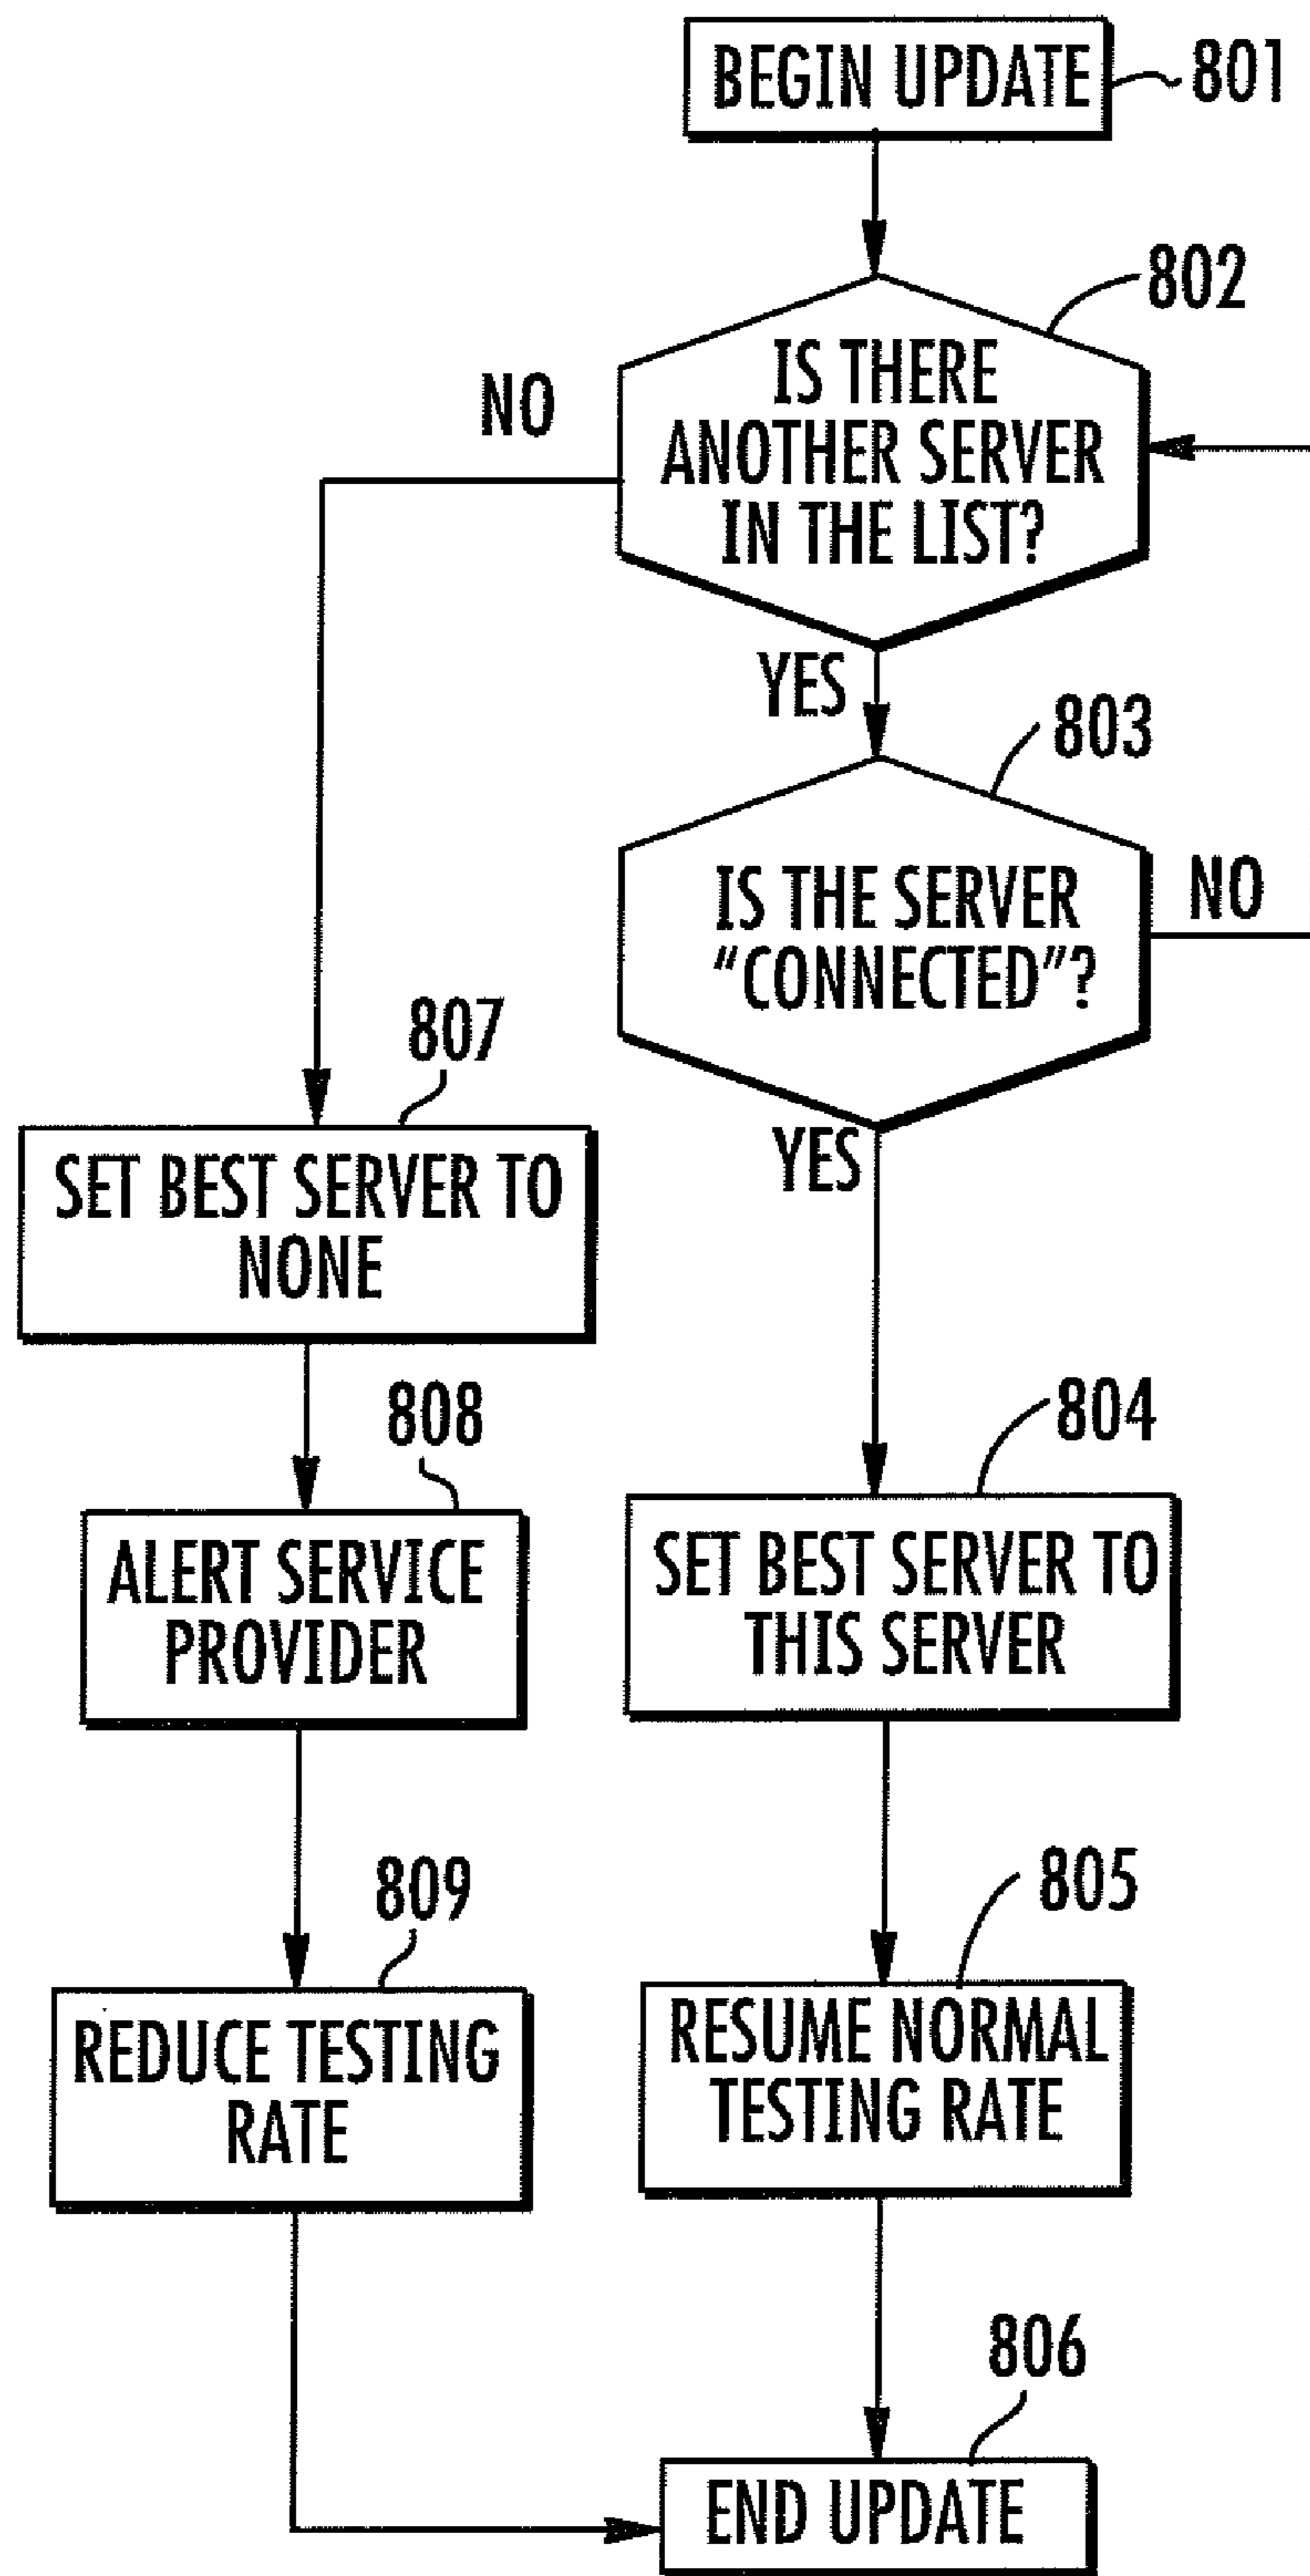 BEGIN UPDATE
801
802
IS THERE
ANOTHER SERVER
IN THE LIST?
NO
YES
803
IS THE SERVER
"CONNECTED"?
NO
YES
807
SET BEST SERVER TO
NONE
808
ALERT SERVICE
PROVIDER
804
SET BEST SERVER TO
THIS SERVER
809
REDUCE TESTING
RATE
805
RESUME NORMAL
TESTING RATE
806
END UPDATE